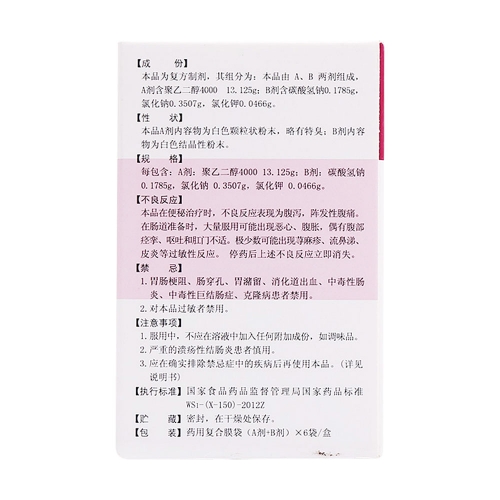 【成　份】
本品为复方制剂，其组分为：本品由 A、B 两剂组成，
A剂含聚乙二醇4000 13.125g；B剂含碳酸氢钠0.1785g，
氯化钠0.3507g，氯化钾0.0466g。
【性　状】
本品A剂内容物为白色颗粒状粉末，略有特臭；B剂内容
物为白色结晶性粉末。
【规　格】
每包含：A剂：聚乙二醇4000 13.125g；B剂：碳酸氢钠
0.1785g，氯化钠 0.3507g，氯化钾 0.0466g。
【不良反应】
本品在便秘治疗时，不良反应表现为腹泻，阵发性腹痛。
在肠道准备时，大量服用可能出现恶心、腹胀，偶有腹部
痉挛、呕吐和肛门不适。极少数可能出现荨麻疹、流鼻涕、
皮炎等过敏性反应。 停药后上述不良反应立即消失。
【禁　忌】
1.胃肠梗阻、肠穿孔、胃潴留、消化道出血、中毒性肠
炎、中毒性巨结肠症、克隆病患者禁用。
2.对本品过敏者禁用。
【注意事项】
1.服用中，不应在溶液中加入任何附加成份，如调味品。
2.严重的溃疡性结肠炎患者慎用。
3.应在确实排除禁忌症中的疾病后再使用本品。（详见
说明书）
【执行标准】国家食品药品监督管理局国家药品标准
WS₁-(X-150)-2012Z
【贮　藏】密封，在干燥处保存。
【包　装】药用复合膜袋（A剂+B剂）×6袋/盒